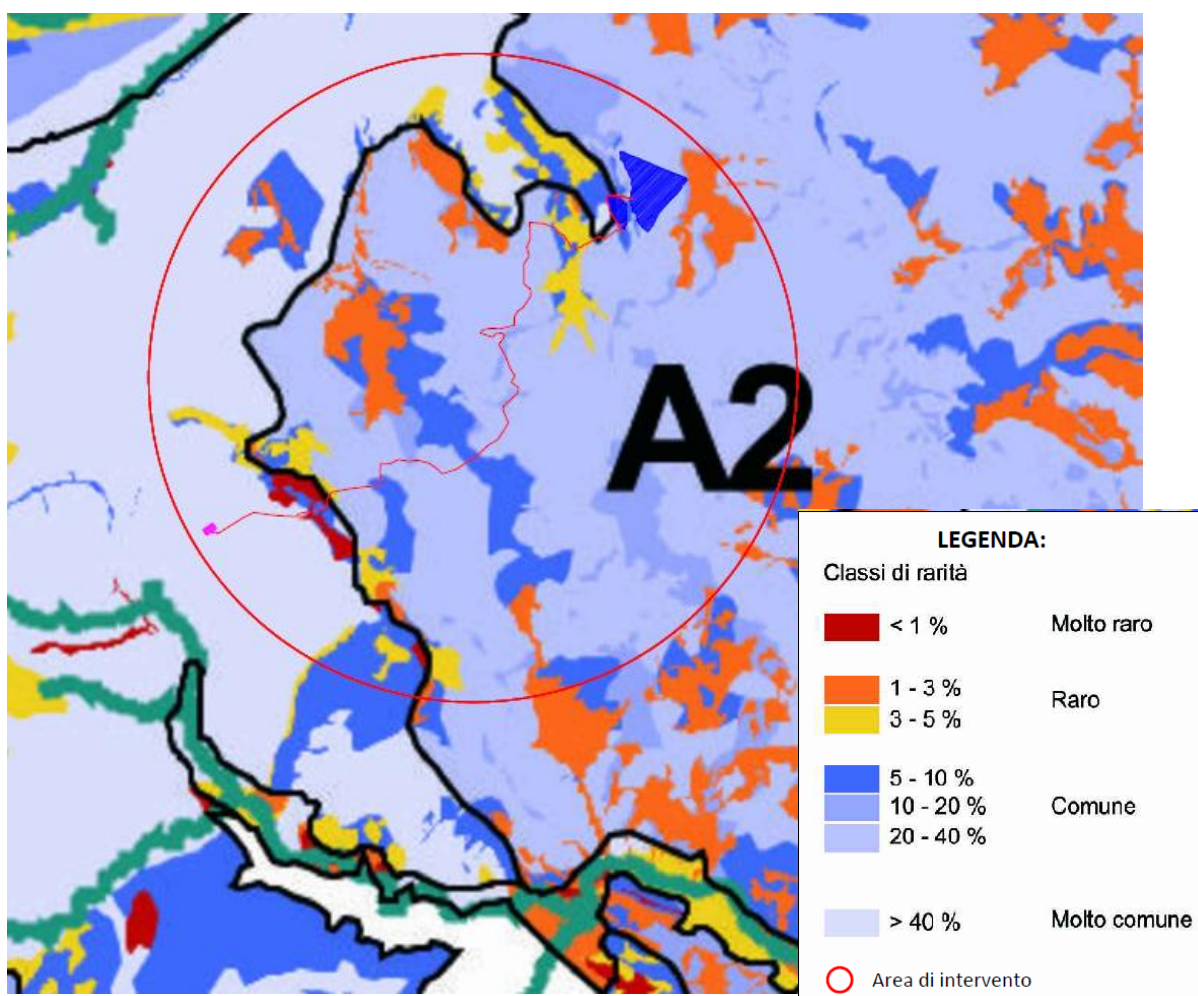 A2
LEGENDA:
Classi di rarità
< 1 % Molto raro
1 - 3 % Raro
3 - 5 %
5 - 10 %
10 - 20 % Comune
20 - 40 %
> 40 % Molto comune
Area di intervento